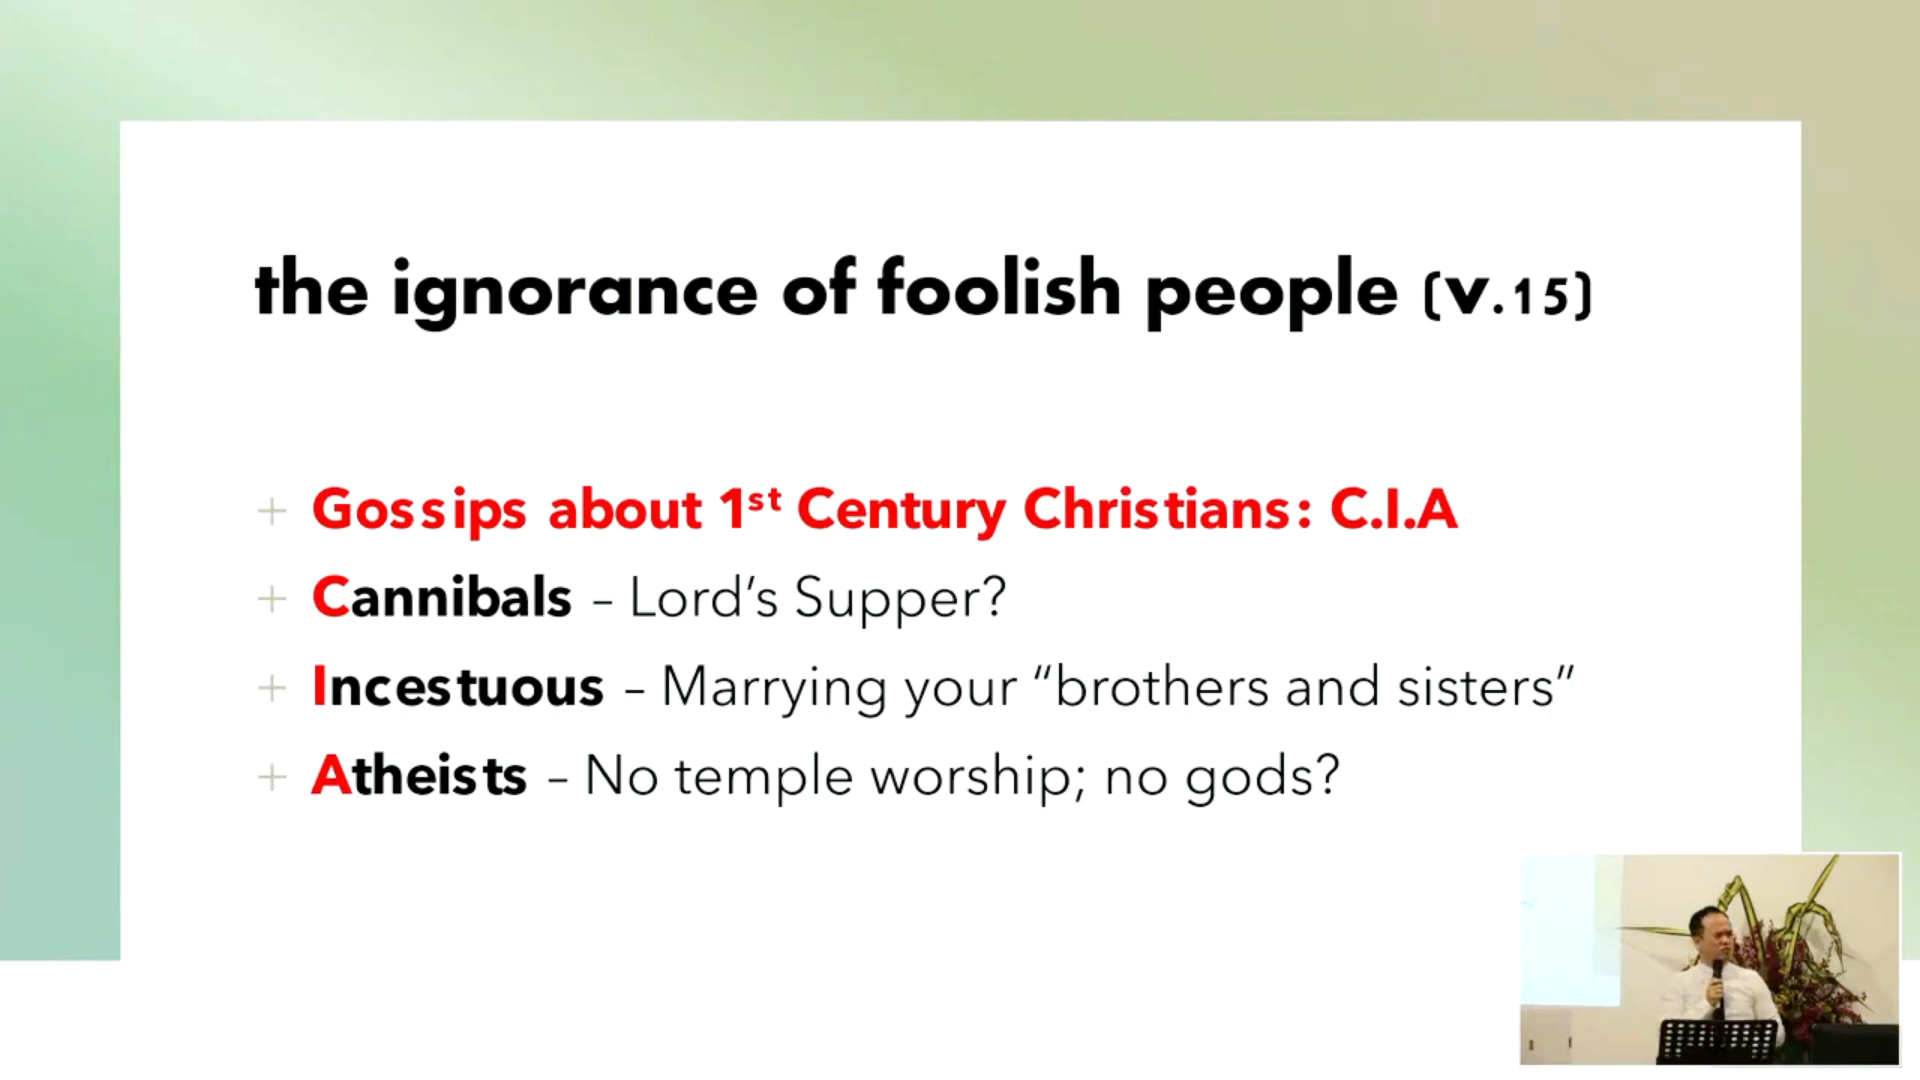 the ignorance of foolish people (v.15)
+ Gossips about 1st Century Christians: C.I.A
+ Cannibals – Lord’s Supper?
+ Incestuous – Marrying your “brothers and sisters”
+ Atheists – No temple worship; no gods?